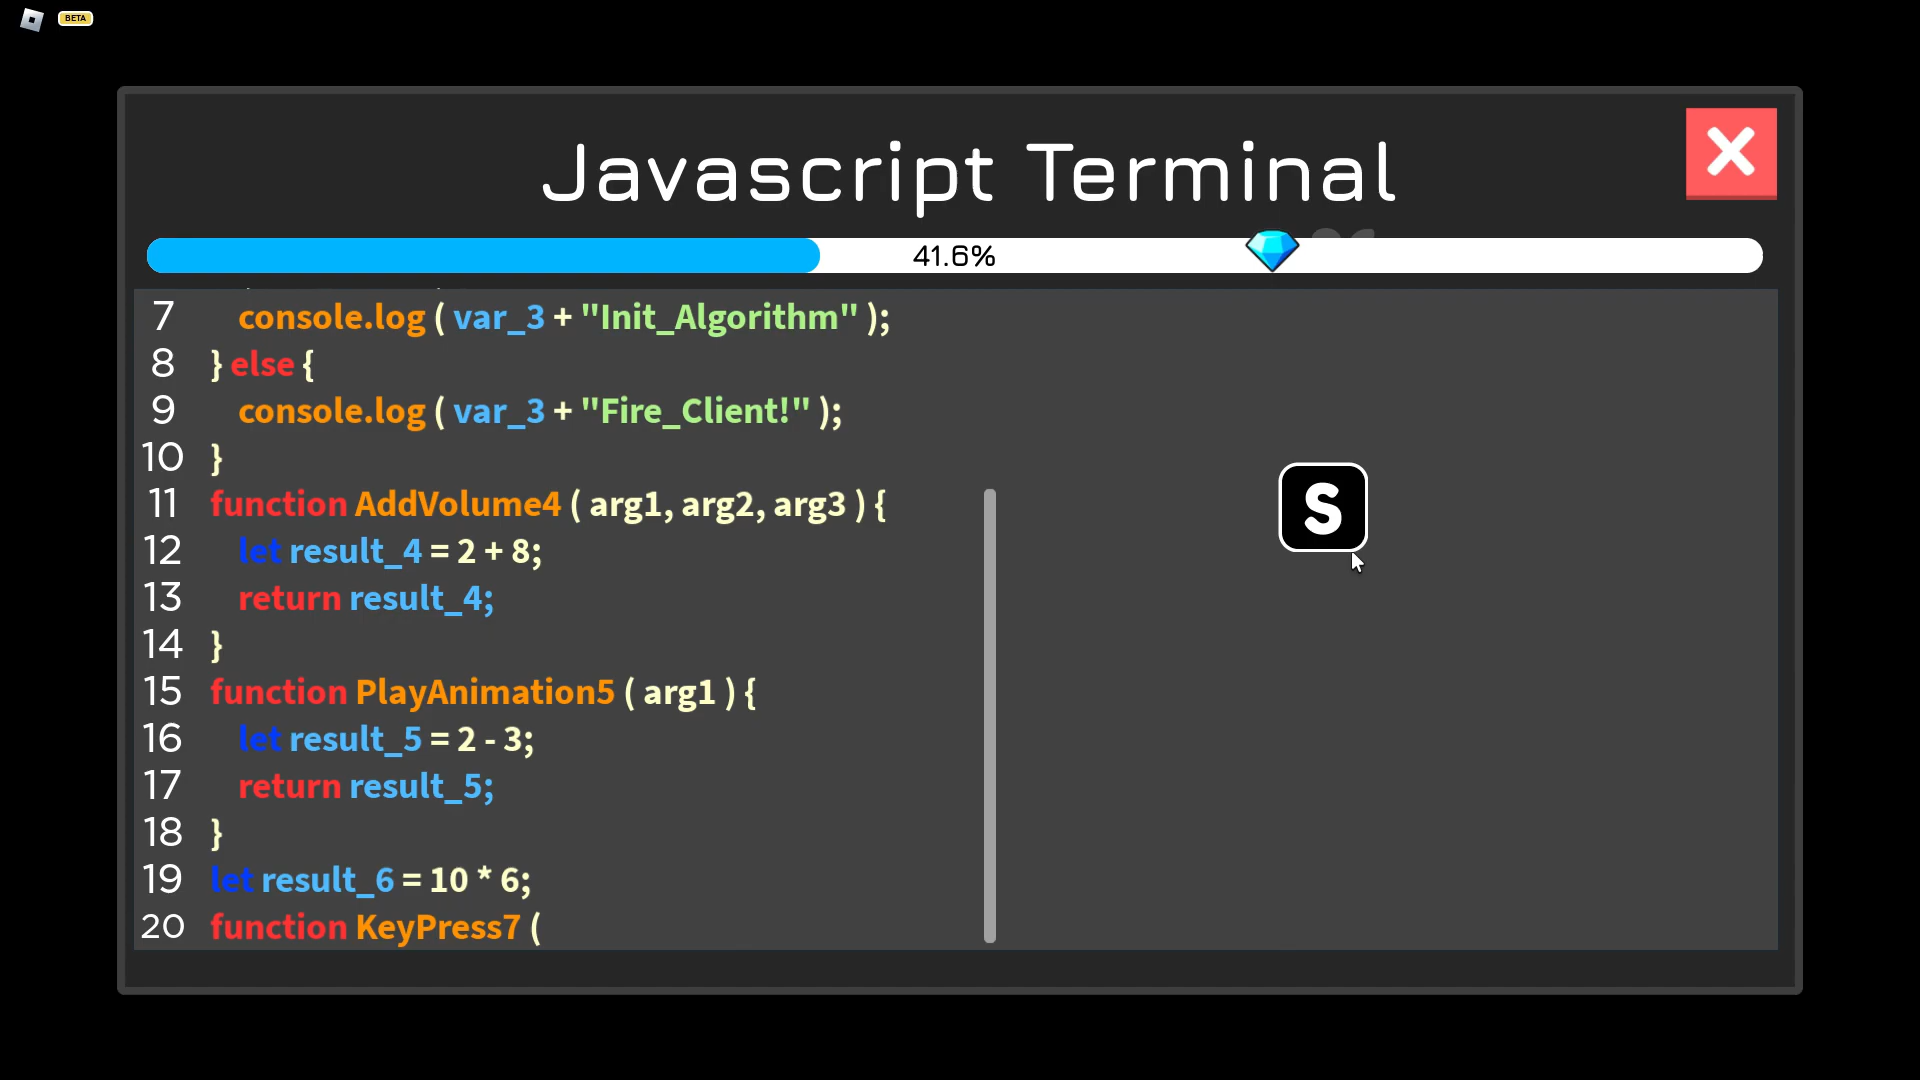 BETA
Javascript Terminal
41.6%
7 console.log ( var_3 + "Init_Algorithm" );
8 } else {
9 console.log ( var_3 + "Fire_Client!" );
10 }
11 function AddVolume4 ( arg1, arg2, arg3 ) {
12 let result_4 = 2 + 8;
13 return result_4;
14 }
15 function PlayAnimation5 ( arg1 ) {
16 let result_5 = 2 - 3;
17 return result_5;
18 }
19 let result_6 = 10 * 6;
20 function KeyPress7 (
S